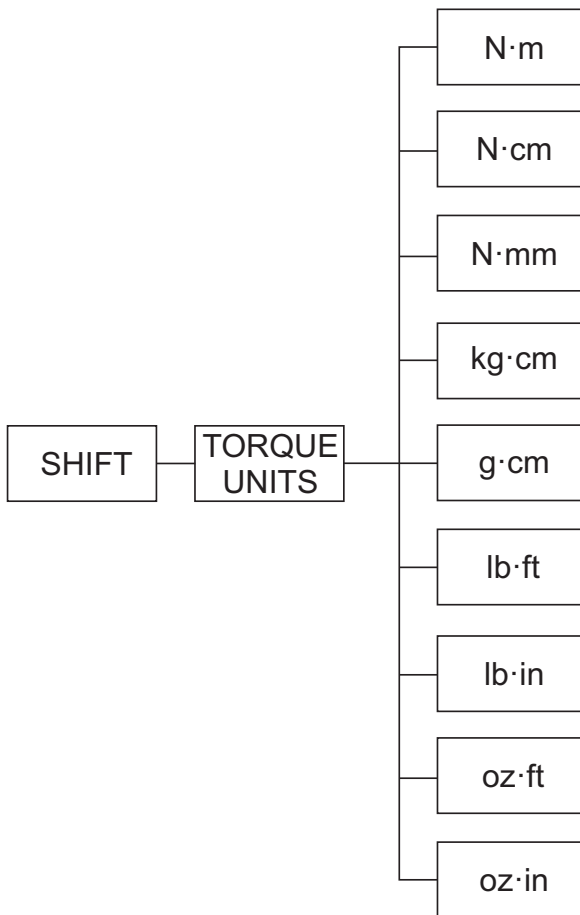 N·m
N·cm
N·mm
kg·cm
SHIFT
TORQUE
UNITS
g·cm
lb·ft
lb·in
oz·ft
oz·in